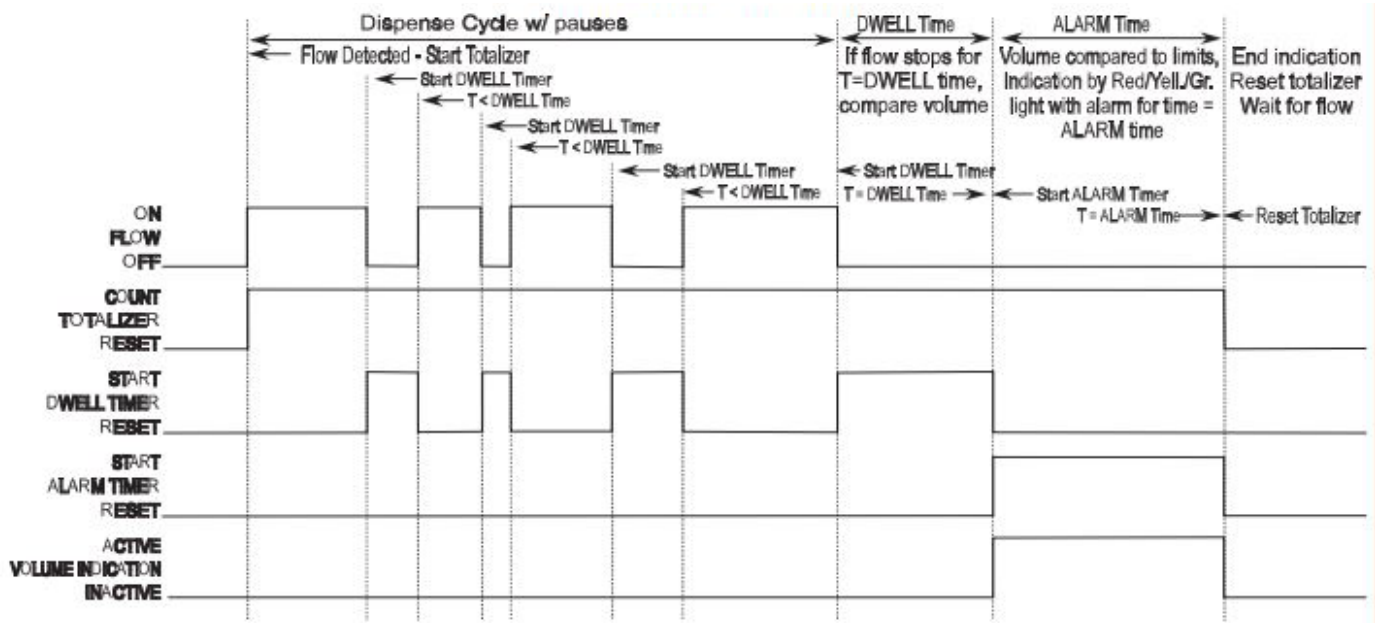 Dispense Cycle w/ pauses
DWELL Time
ALARM Time
Flow Detected - Start Totalizer
If flow stops for
T=DWELL time,
compare volume
Volume compared to limits,
Indication by Red/Yell./Gr.
light with alarm for time =
ALARM time
End indication
Reset totalizer
Wait for flow
Start DWELL Timer
T < DWELL Time
Start DWELL Timer
T < DWELL Time
Start DWELL Timer
T < DWELL Time
Start DWELL Timer
T = DWELL Time
Start ALARM Timer
T = ALARM Time
Reset Totalizer
ON
FLOW
OFF
COUNT
TOTALIZER
RESET
START
DWELL TIMER
RESET
START
ALARM TIMER
RESET
ACTIVE
VOLUME INDICATION
INACTIVE